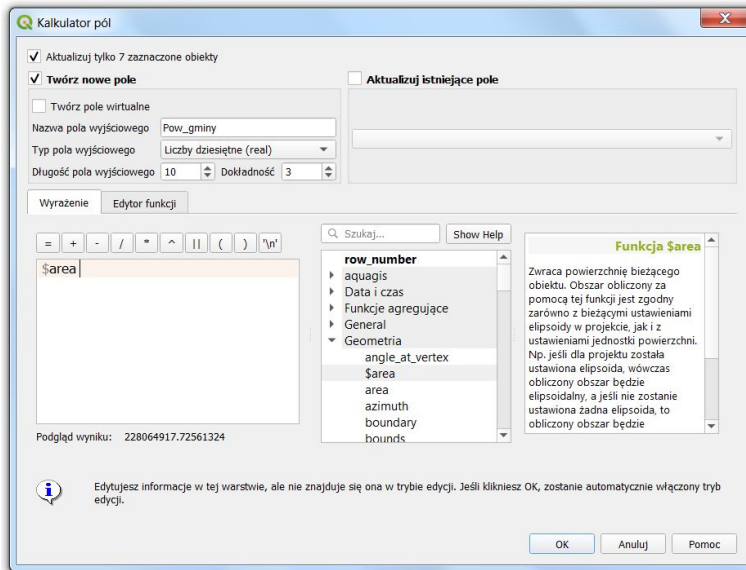 Kalkulator pól
Aktualizuj tylko 7 zaznaczone obiekty
Twórz nowe pole
Aktualizuj istniejące pole
Twórz pole wirtualne
Nazwa pola wyjściowego Pow_gminy
Typ pola wyjściowego Liczby dziesiętne (real)
Długość pola wyjściowego 10 Dokładność 3
Wyrażenie Edytor funkcji
= + - / * ^ || ( ) '\n'
$area
Podgląd wyniku: 228064917.72561324
Szukaj... Show Help
row_number
aquagis
Data i czas
Funkcje agregujące
General
Geometria
angle_at_vertex
$area
area
azimuth
boundary
bounds
Funkcja $area
Zwraca powierzchnię bieżącego
obiektu. Obszar obliczony za
pomocą tej funkcji jest zgodny
zarówno z bieżącymi ustawieniami
elipsoidy w projekcie, jak i z
ustawieniami jednostki powierzchni.
Np. jeśli dla projektu została
ustawiona elipsoida, wówczas
obliczony obszar będzie
elipsoidalny, a jeśli nie zostanie
ustawiona żadna elipsoida, to
obliczony obszar będzie
Edytujesz informacje w tej warstwie, ale nie znajduje się ona w trybie edycji. Jeśli klikniesz OK, zostanie automatycznie włączony tryb
edycji.
OK Anuluj Pomoc